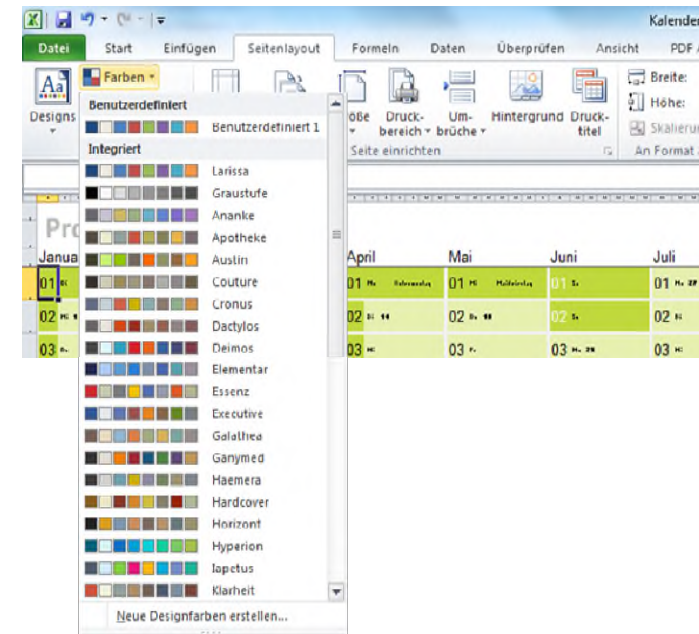 Kalender
Datei Start Einfügen Seitenlayout Formeln Daten Überprüfen Ansicht PDF
Aa Farben Breite:
Designs Druck- Um- Hintergrund Druck- Höhe:
bereich brüche titel
Seite einrichten An Format
Benutzerdefiniert
Benutzerdefiniert 1
Integriert
Larissa
Graustufe
Ananke
Apotheke
Austin
Couture
Cronus
Dactylos
Deimos
Elementar
Essenz
Executive
Galathea
Ganymed
Haemera
Hardcover
Horizont
Hyperion
Iapetus
Klarheit
Neue Designfarben erstellen...
Janua April Mai Juni Juli
01 01 01 01 01
02 02 02 02 02
03 03 03 03 03